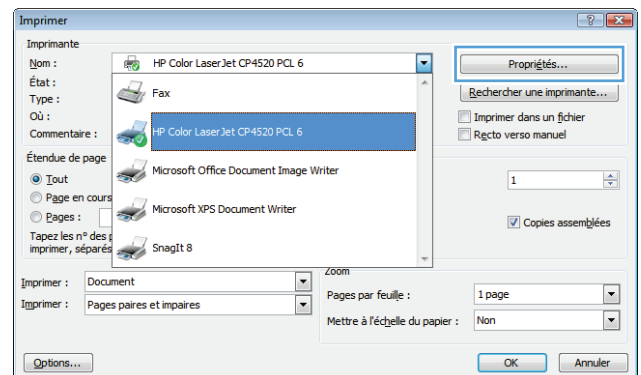 Imprimer
Imprimante
Nom : HP Color LaserJet CP4520 PCL 6 Propriétés...
État :
Type : Fax Rechercher une imprimante...
Où : Imprimer dans un fichier
Commentaire : HP Color LaserJet CP4520 PCL 6 Recto verso manuel
Étendue de page
Tout Microsoft Office Document Image Writer 1
Page en cours
Pages : Microsoft XPS Document Writer Copies assemblées
Tapez les n° des
imprimer, séparés SnagIt 8
Zoom
Imprimer : Document
Pages par feuille : 1 page
Imprimer : Pages paires et impaires
Mettre à l'échelle du papier : Non
Options... OK Annuler